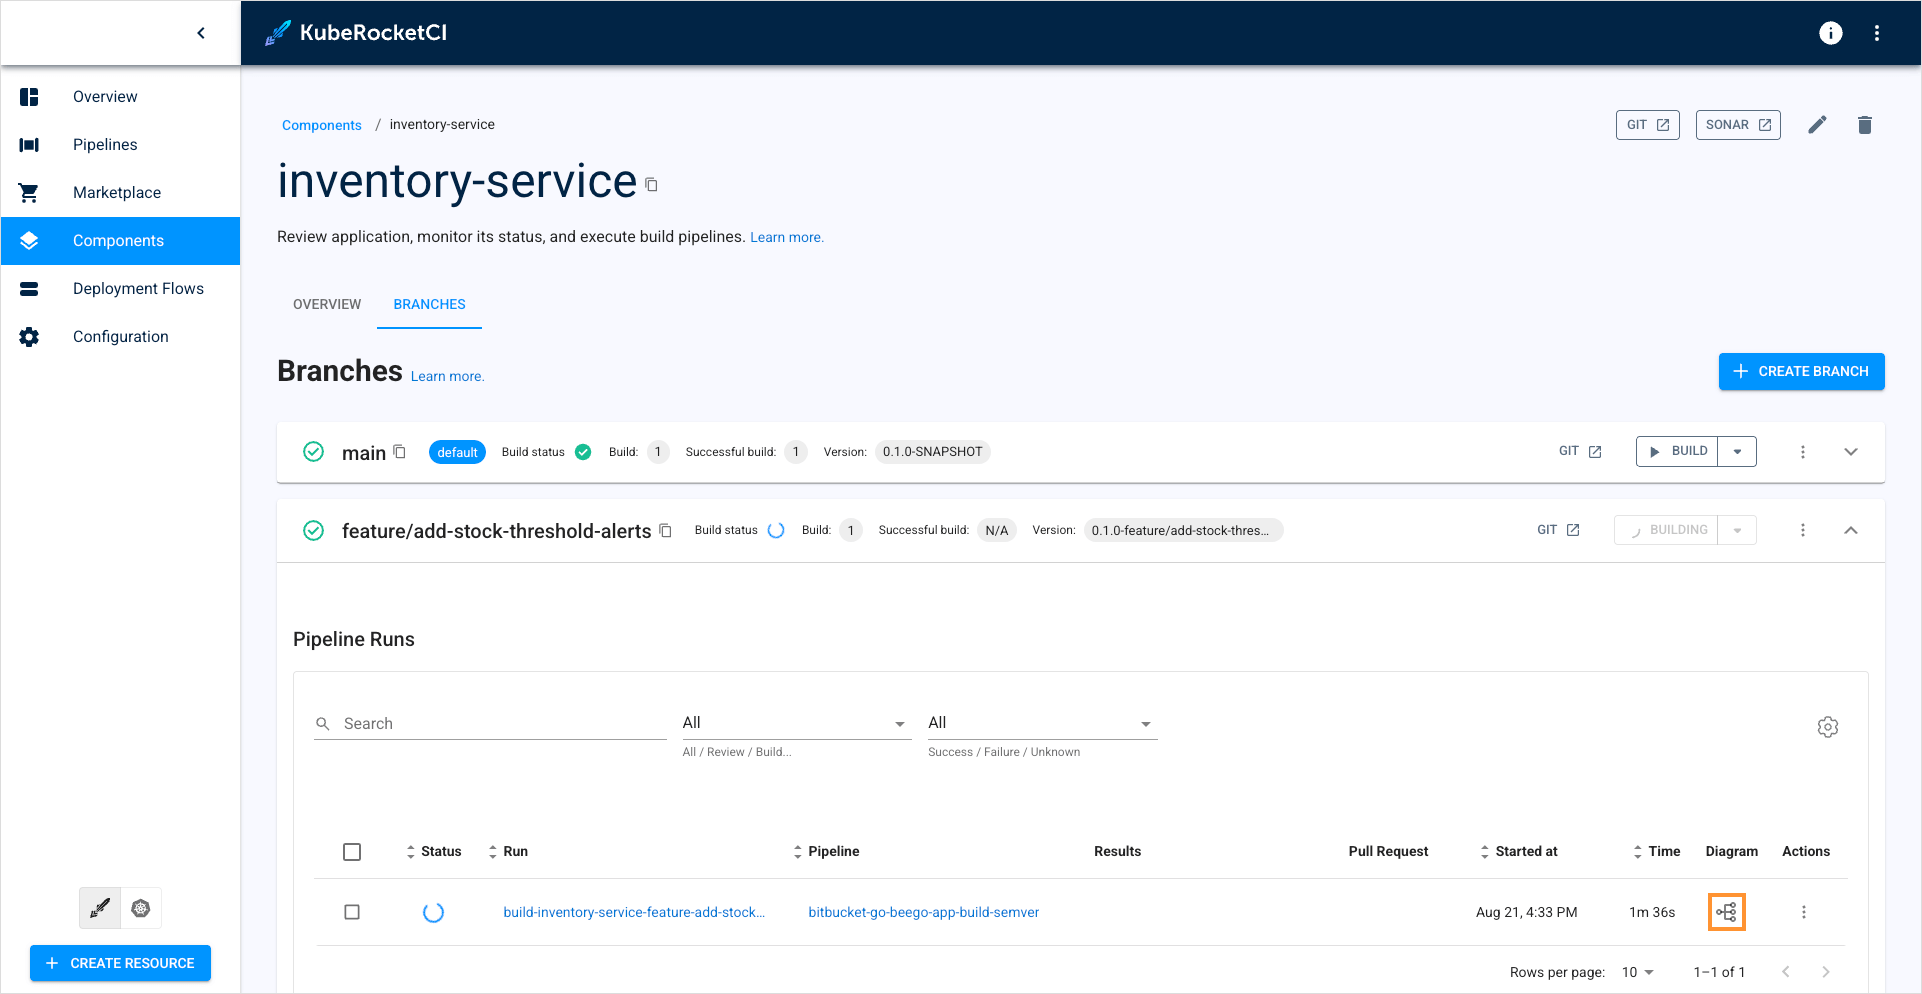 KubeRocketCI
Overview
Pipelines
Marketplace
Components
Deployment Flows
Configuration
CREATE RESOURCE
Components / inventory-service
GIT
SONAR
inventory-service
Review application, monitor its status, and execute build pipelines. Learn more.
OVERVIEW
BRANCHES
Branches Learn more.
CREATE BRANCH
main default Build status Build: 1 Successful build: 1 Version: 0.1.0-SNAPSHOT GIT BUILD
feature/add-stock-threshold-alerts Build status Build: 1 Successful build: N/A Version: 0.1.0-feature/add-stock-thres... GIT BUILDING
Pipeline Runs
Search All All
All / Review / Build... Success / Failure / Unknown
Status Run Pipeline Results Pull Request Started at Time Diagram Actions
build-inventory-service-feature-add-stock... bitbucket-go-beego-app-build-semver Aug 21, 4:33 PM 1m 36s
Rows per page: 10 1–1 of 1